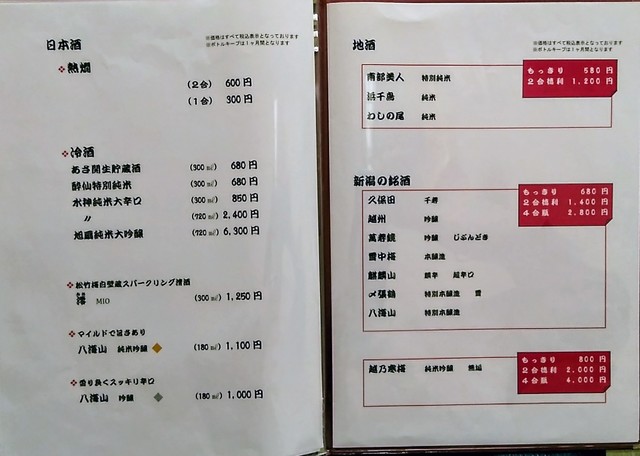 日本酒
※価格はすべて税込表示となっております
※ボトルキープは1ヶ月間となります
熱燗
(2合) 600円
(1合) 300円
冷酒
あさ開生貯蔵酒 (300㎖) 680円
酔仙特別純米 (300㎖) 680円
水神純米大辛口 (300㎖) 850円
〃 (720㎖) 2,400円
旭扇純米大吟醸 (720㎖) 6,300円
松竹梅白壁蔵スパークリング清酒
澪 MIO (300㎖) 1,250円
マイルドで旨さあり
八海山 純米吟醸 (180㎖) 1,100円
香り良くスッキリ辛口
八海山 吟醸 (180㎖) 1,000円
地酒
※価格はすべて税込表示となっております
※ボトルキープは1ヶ月間となります
もっきり 580円
2合徳利 1,200円
南部美人 特別純米
浜千鳥 純米
わしの尾 純米
新潟の銘酒
もっきり 680円
2合徳利 1,400円
4合瓶 2,800円
久保田 千寿
越州 吟醸
萬寿鏡 吟醸 じぶんどき
雪中梅 本醸造
麒麟山 超辛口
〆張鶴 特別本醸造 雪
八海山 特別本醸造
もっきり 800円
2合徳利 2,000円
4合瓶 4,000円
越乃寒梅 純米吟醸